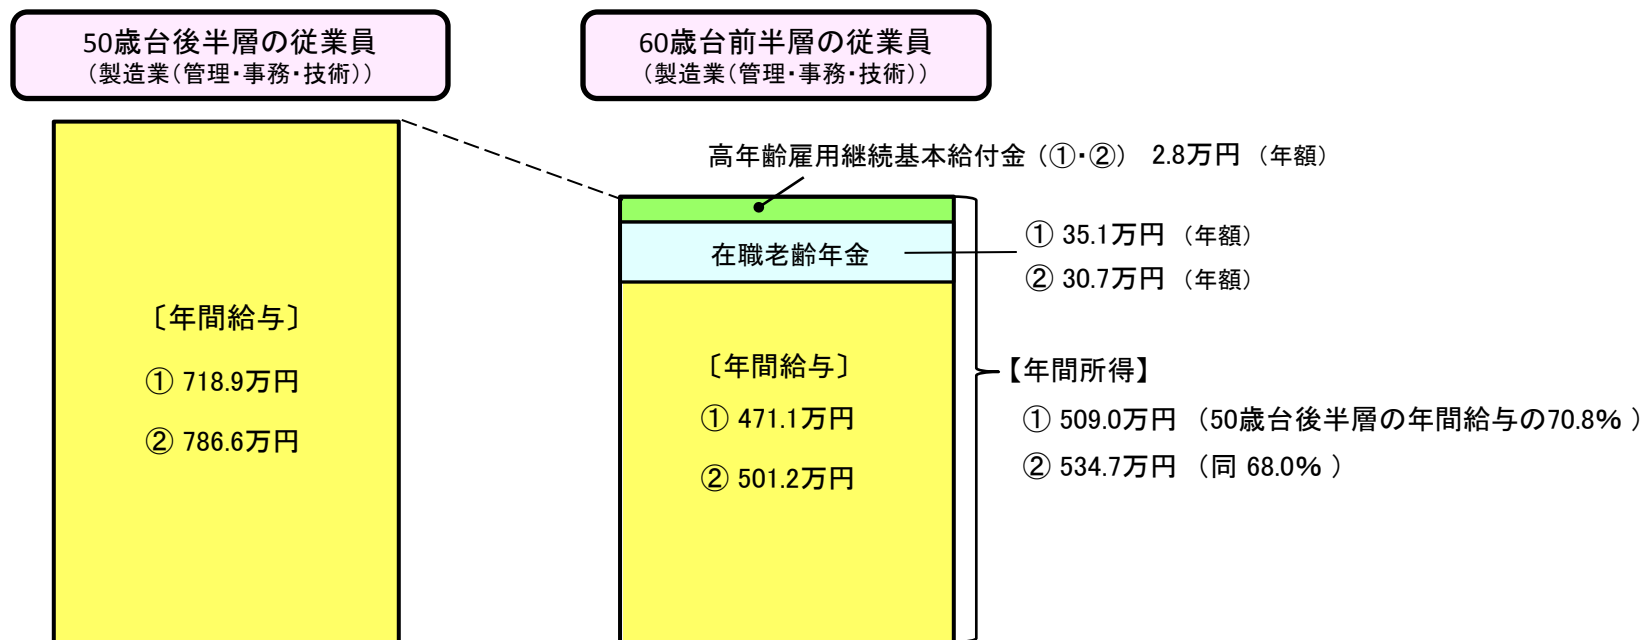 50歳台後半層の従業員
（製造業（管理・事務・技術））
60歳台前半層の従業員
（製造業（管理・事務・技術））
高年齢雇用継続基本給付金（①・②） 2.8万円（年額）
在職老齢年金
① 35.1万円（年額）
② 30.7万円（年額）
〔年間給与〕
① 718.9万円
② 786.6万円
〔年間給与〕
① 471.1万円
② 501.2万円
【年間所得】
① 509.0万円（50歳台後半層の年間給与の70.8％）
② 534.7万円（同 68.0％）